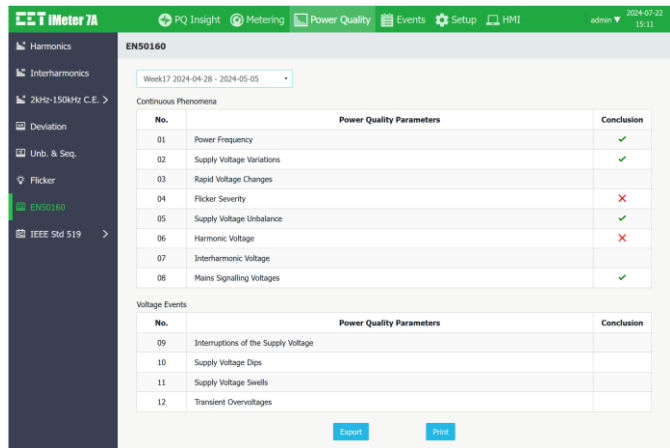 CET iMeter 7A
PQ Insight Metering Power Quality Events Setup HMI
admin ▼ 2024-07-22 15:11
Harmonics
Interharmonics
2kHz-150kHz C.E. >
Deviation
Unb. & Seq.
Flicker
EN50160
IEEE Std 519 >
EN50160
Week17 2024-04-28 - 2024-05-05
Continuous Phenomena
No. Power Quality Parameters Conclusion
01 Power Frequency ✓
02 Supply Voltage Variations ✓
03 Rapid Voltage Changes
04 Flicker Severity ✕
05 Supply Voltage Unbalance ✓
06 Harmonic Voltage ✕
07 Interharmonic Voltage
08 Mains Signalling Voltages ✓
Voltage Events
No. Power Quality Parameters Conclusion
09 Interruptions of the Supply Voltage
10 Supply Voltage Dips
11 Supply Voltage Swells
12 Transient Overvoltages
Export Print